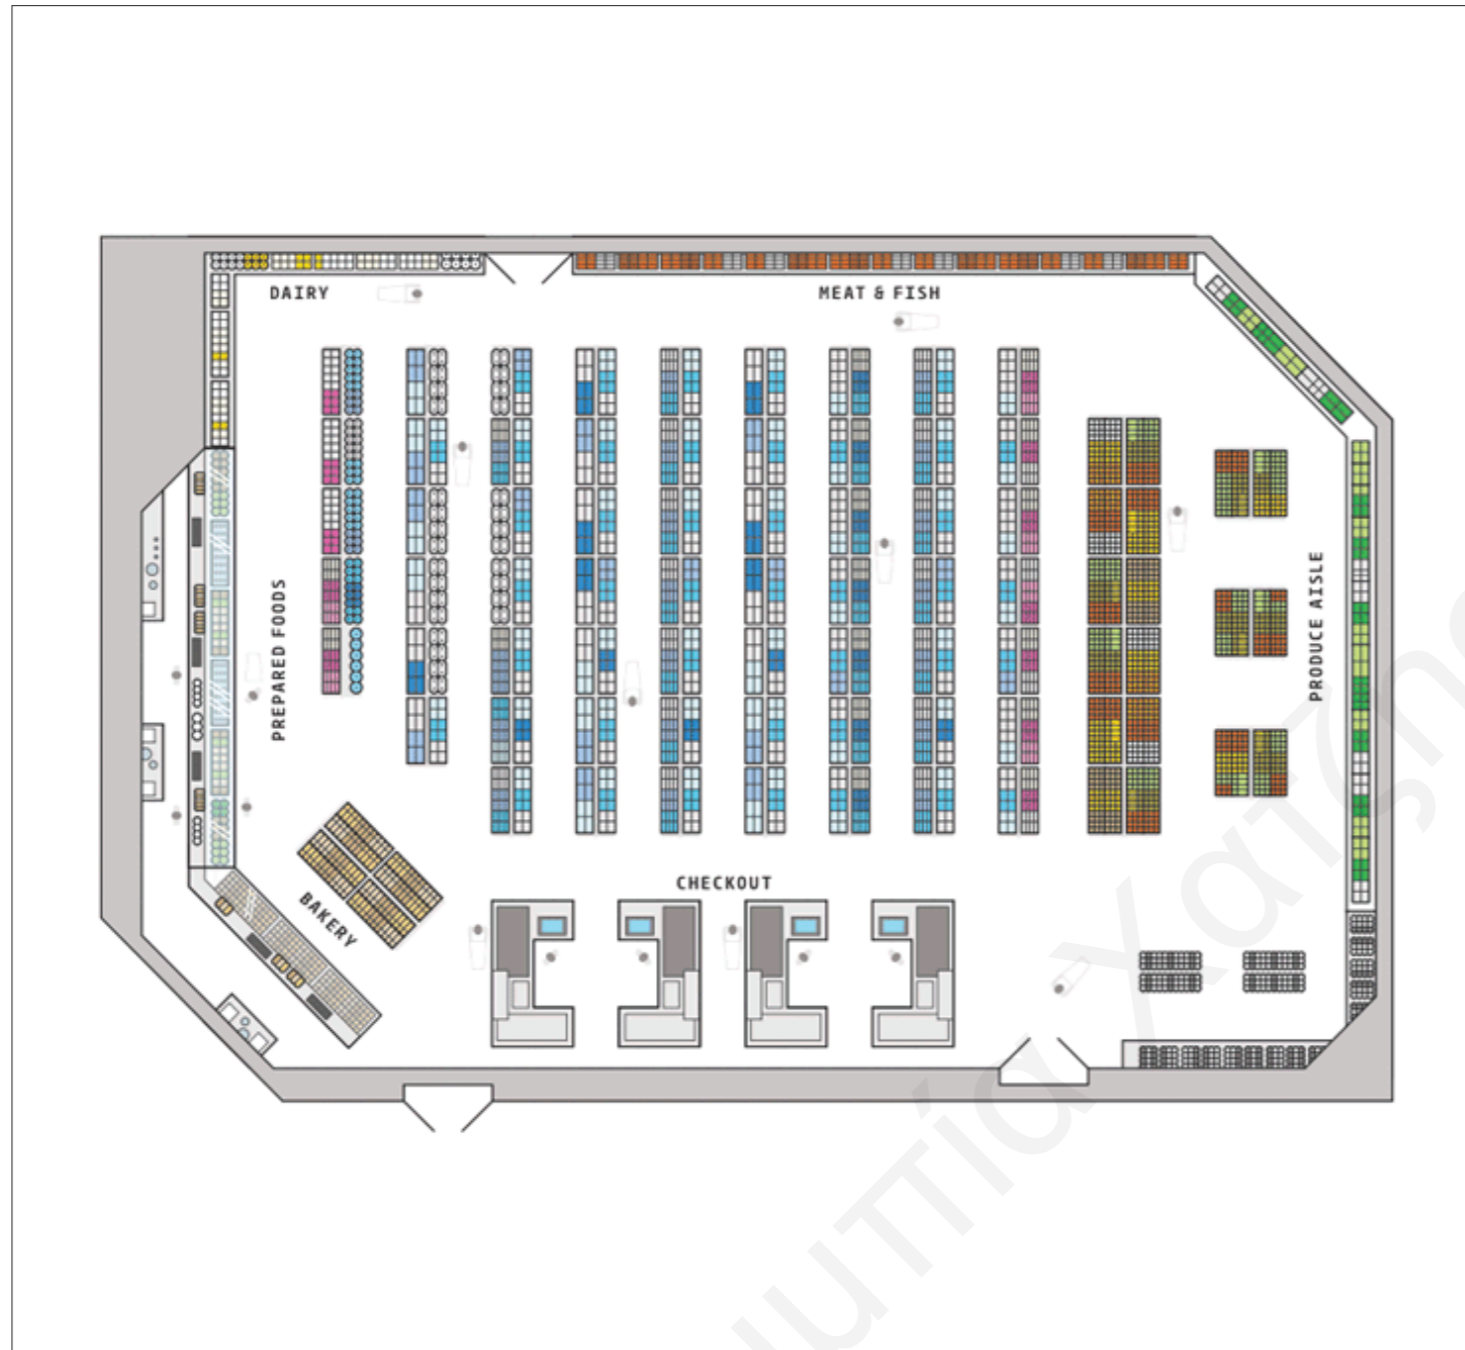 DAIRY
MEAT & FISH
PREPARED FOODS
PRODUCE AISLE
BAKERY
CHECKOUT